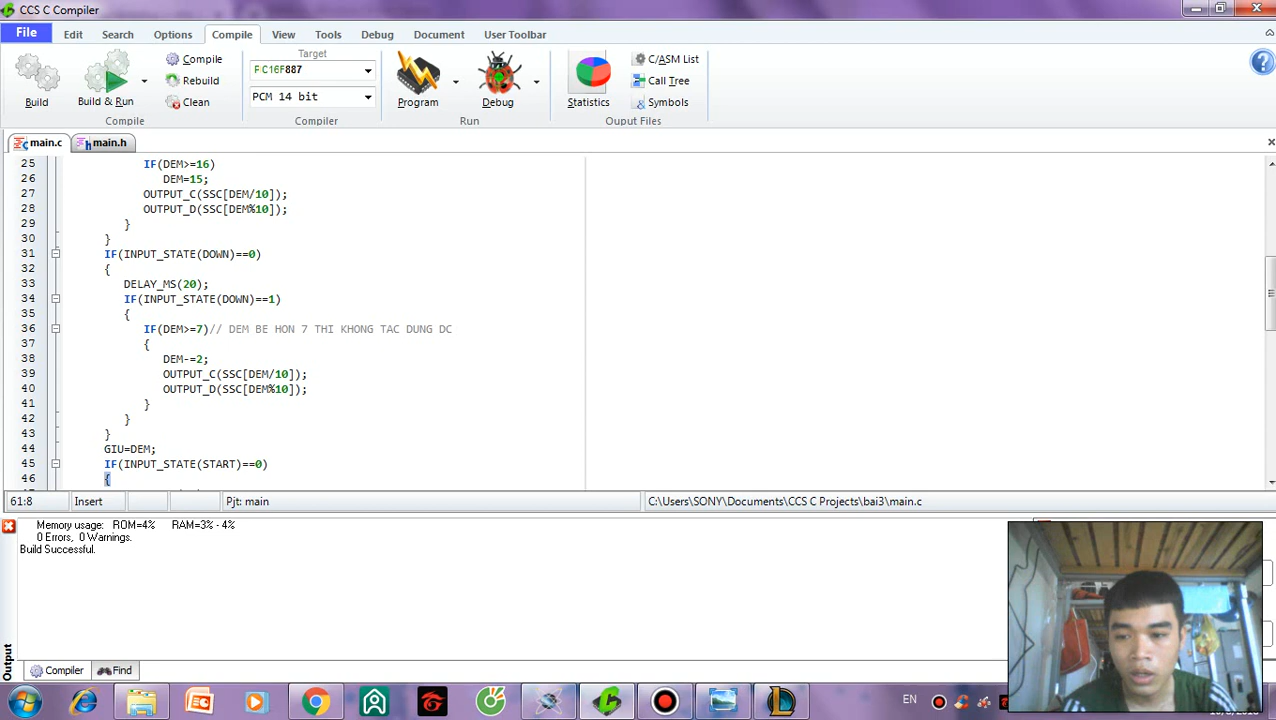 CCS C Compiler
File Edit Search Options Compile View Tools Debug Document User Toolbar
Build
Build & Run
Compile
Rebuild
Clean
Compile
Target
PIC16F887
PCM 14 bit
Compiler
Program
Debug
Run
Statistics
C/ASM List
Call Tree
Symbols
Ouput Files
main.c main.h
25 IF(DEM>=16)
26 DEM=15;
27 OUTPUT_C(SSC[DEM/10]);
28 OUTPUT_D(SSC[DEM%10]);
29 }
30 }
31 IF(INPUT_STATE(DOWN)==0)
32 {
33 DELAY_MS(20);
34 IF(INPUT_STATE(DOWN)==1)
35 {
36 IF(DEM>=7)// DEM BE HON 7 THI KHONG TAC DUNG DC
37 {
38 DEM-=2;
39 OUTPUT_C(SSC[DEM/10]);
40 OUTPUT_D(SSC[DEM%10]);
41 }
42 }
43 }
44 GIU=DEM;
45 IF(INPUT_STATE(START)==0)
46 {
61:8 Insert Pjt: main C:\Users\SONY\Documents\CCS C Projects\bai3\main.c
Memory usage: ROM=4% RAM=3% - 4%
0 Errors, 0 Warnings.
Build Successful.
Output
Compiler Find
EN